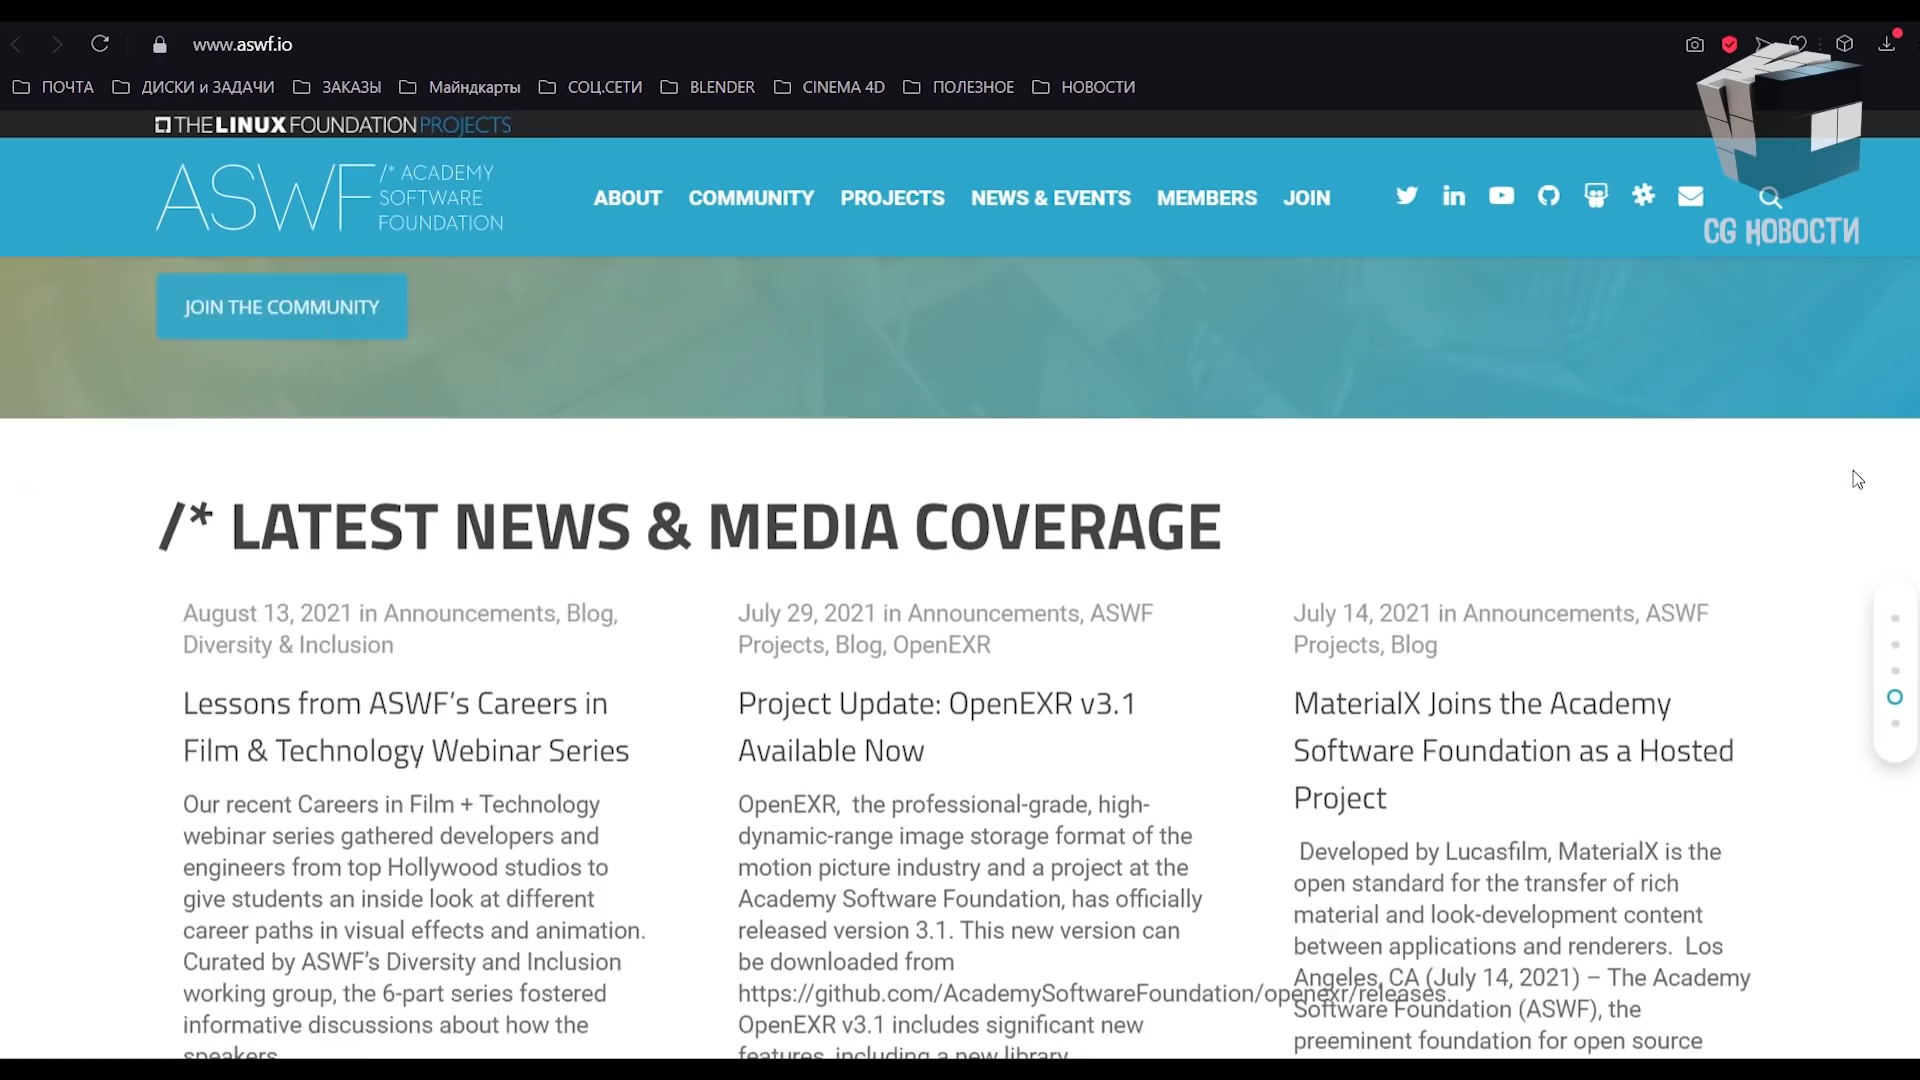 www.aswf.io
ПОЧТА ДИСКИ и ЗАДАЧИ ЗАКАЗЫ Майндкарты СОЦ.СЕТИ BLENDER CINEMA 4D ПОЛЕЗНОЕ НОВОСТИ
THE LINUX FOUNDATION PROJECTS
ASWF /* ACADEMY
SOFTWARE
FOUNDATION
ABOUT COMMUNITY PROJECTS NEWS & EVENTS MEMBERS JOIN
CG НОВОСТИ
JOIN THE COMMUNITY
/* LATEST NEWS & MEDIA COVERAGE
August 13, 2021 in Announcements, Blog,
Diversity & Inclusion
Lessons from ASWF’s Careers in
Film & Technology Webinar Series
Our recent Careers in Film + Technology
webinar series gathered developers and
engineers from top Hollywood studios to
give students an inside look at different
career paths in visual effects and animation.
Curated by ASWF’s Diversity and Inclusion
working group, the 6-part series fostered
informative discussions about how the
speakers
July 29, 2021 in Announcements, ASWF
Projects, Blog, OpenEXR
Project Update: OpenEXR v3.1
Available Now
OpenEXR, the professional-grade, high-
dynamic-range image storage format of the
motion picture industry and a project at the
Academy Software Foundation, has officially
released version 3.1. This new version can
be downloaded from
https://github.com/AcademySoftwareFoundation/openexr/releases.
OpenEXR v3.1 includes significant new
features, including a new library
July 14, 2021 in Announcements, ASWF
Projects, Blog
MaterialX Joins the Academy
Software Foundation as a Hosted
Project
Developed by Lucasfilm, MaterialX is the
open standard for the transfer of rich
material and look-development content
between applications and renderers. Los
Angeles, CA (July 14, 2021) – The Academy
Software Foundation (ASWF), the
preeminent foundation for open source